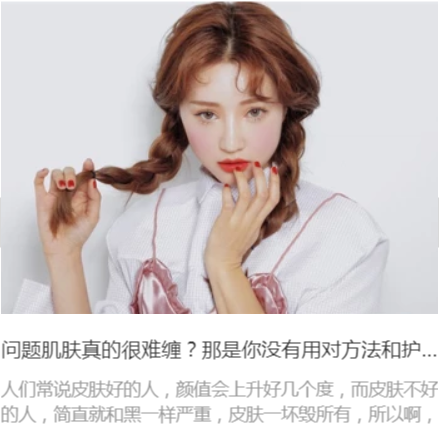 问题肌肤真的很难缠？那是你没有用对方法和护...
人们常说皮肤好的人，颜值会上升好几个度，而皮肤不好
的人，简直就和黑一样严重，皮肤一坏毁所有，所以啊，